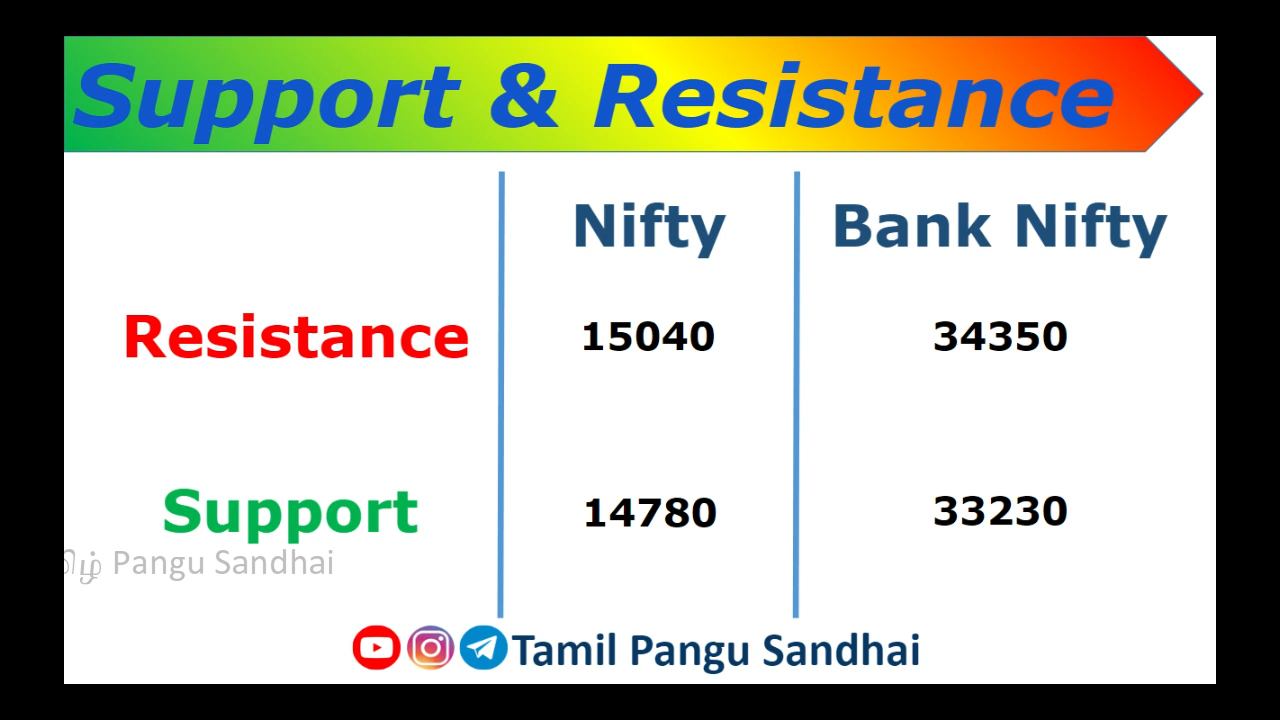 Support & Resistance
Nifty Bank Nifty
Resistance 15040 34350
Support 14780 33230
Pangu Sandhai
Tamil Pangu Sandhai